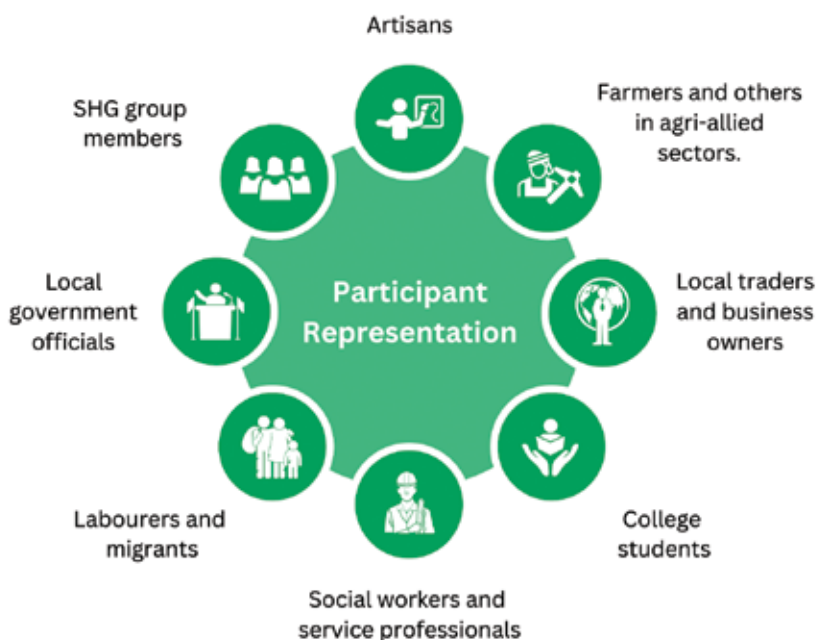 Artisans
SHG group
members
Farmers and others
in agri-allied
sectors.
Local
government
officials
Participant
Representation
Local traders
and business
owners
Labourers and
migrants
College
students
Social workers and
service professionals